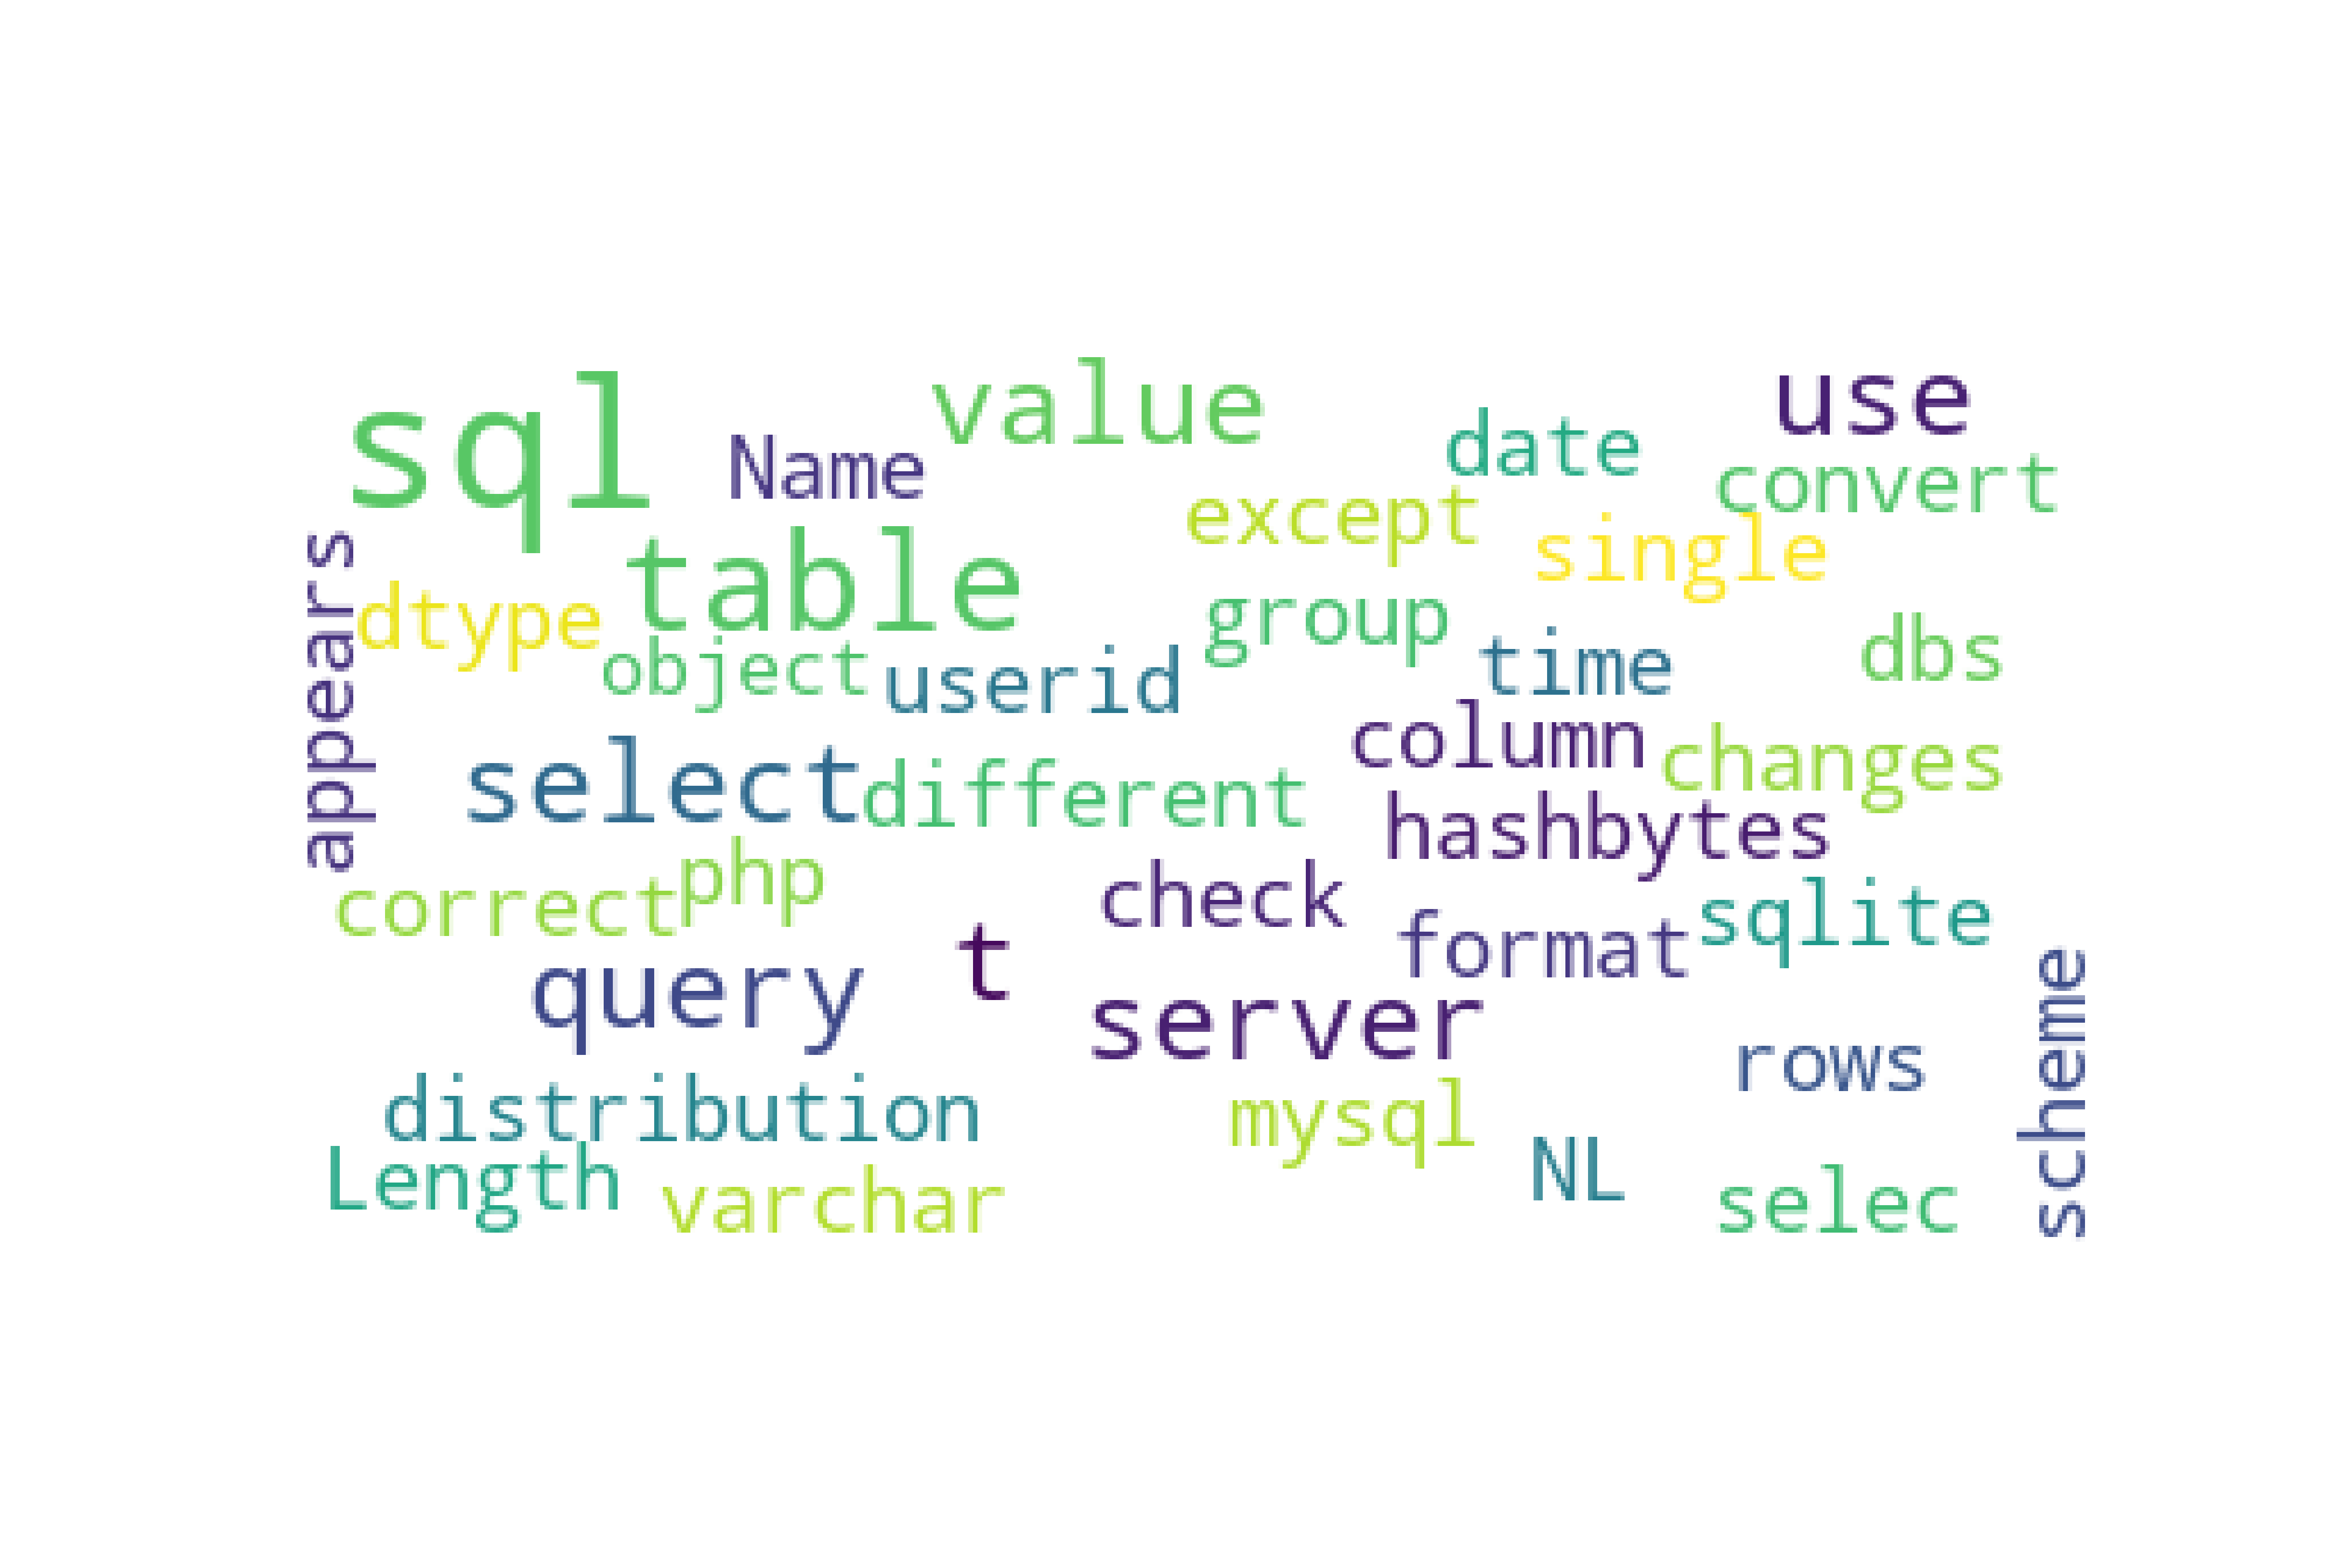 sql
value
use
Name
date
convert
except
single
table
appears
dtype
group
object
userid
time
dbs
column
changes
select
different
hashbytes
php
correct
check
sqlite
format
t
query
server
scheme
rows
distribution
mysql
Length
varchar
NL
selec